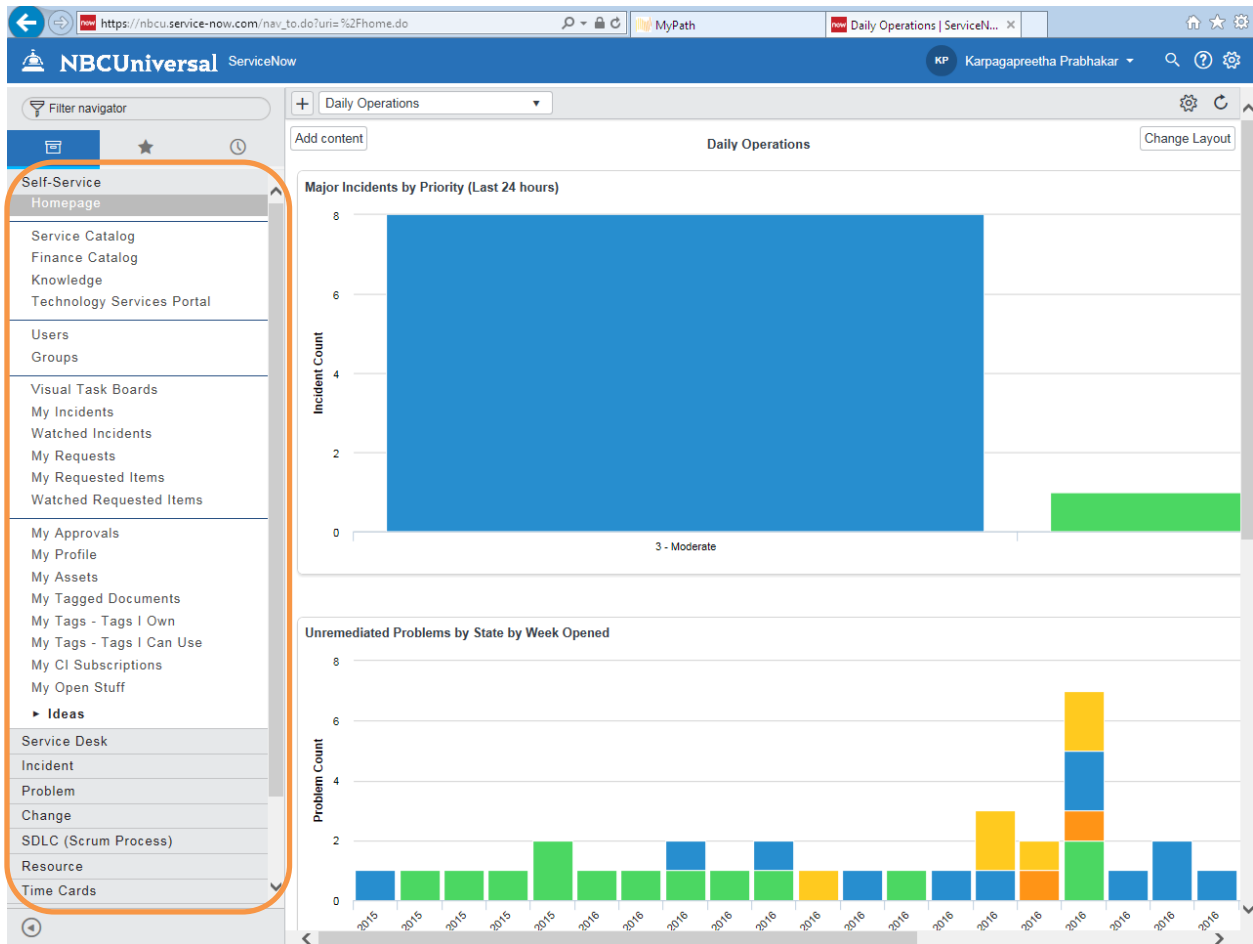 https://nbcu.service-now.com/nav_to.do?uri=%2Fhome.do
MyPath
Daily Operations | ServiceN...
NBCUniversal ServiceNow
KP Karpagapreetha Prabhakar
Filter navigator
Daily Operations
Add content
Daily Operations
Change Layout
Self-Service
Homepage
Service Catalog
Finance Catalog
Knowledge
Technology Services Portal
Users
Groups
Visual Task Boards
My Incidents
Watched Incidents
My Requests
My Requested Items
Watched Requested Items
My Approvals
My Profile
My Assets
My Tagged Documents
My Tags - Tags I Own
My Tags - Tags I Can Use
My CI Subscriptions
My Open Stuff
Ideas
Service Desk
Incident
Problem
Change
SDLC (Scrum Process)
Resource
Time Cards
Major Incidents by Priority (Last 24 hours)
8
6
4
2
0
Incident Count
3 - Moderate
Unremediated Problems by State by Week Opened
8
6
4
2
0
Problem Count
2015 2015 2015 2015 2015 2016 2016 2016 2016 2016 2016 2016 2016 2016 2016 2016 2016 2016 2016 2016